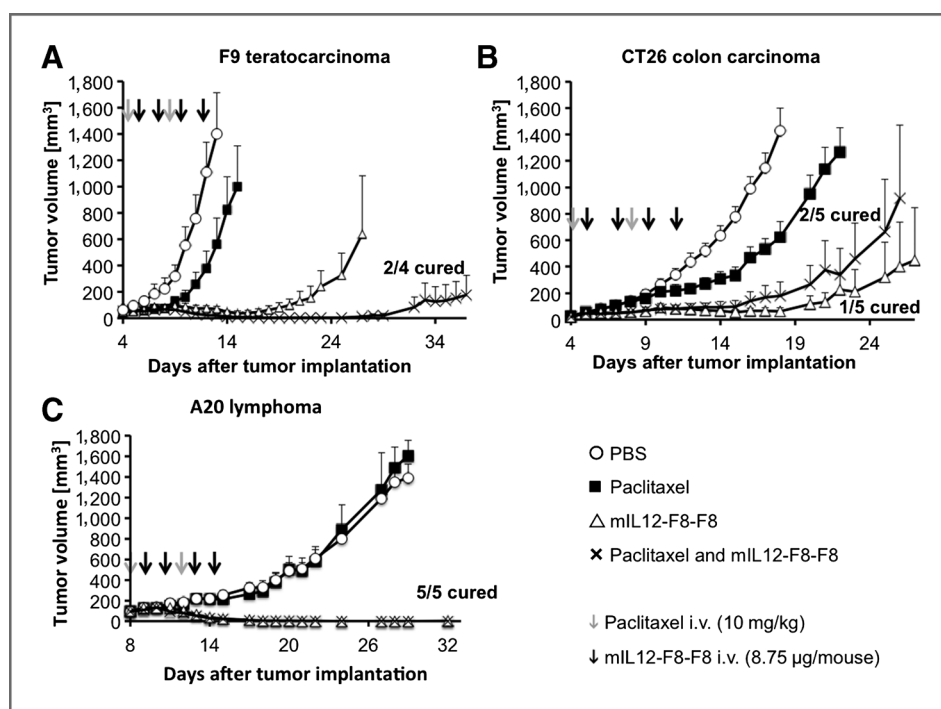 A
F9 teratocarcinoma
Tumor volume [mm³]
1,800
1,600
1,400
1,200
1,000
800
600
400
200
0
2/4 cured
4 14 24 34
Days after tumor implantation
B
CT26 colon carcinoma
Tumor volume [mm³]
1,800
1,600
1,400
1,200
1,000
800
600
400
200
0
2/5 cured
1/5 cured
4 9 14 19 24
Days after tumor implantation
C
A20 lymphoma
Tumor volume [mm³]
1,800
1,600
1,400
1,200
1,000
800
600
400
200
0
5/5 cured
8 14 20 26 32
Days after tumor implantation
PBS
Paclitaxel
mIL12-F8-F8
Paclitaxel and mIL12-F8-F8
Paclitaxel i.v. (10 mg/kg)
mIL12-F8-F8 i.v. (8.75 µg/mouse)